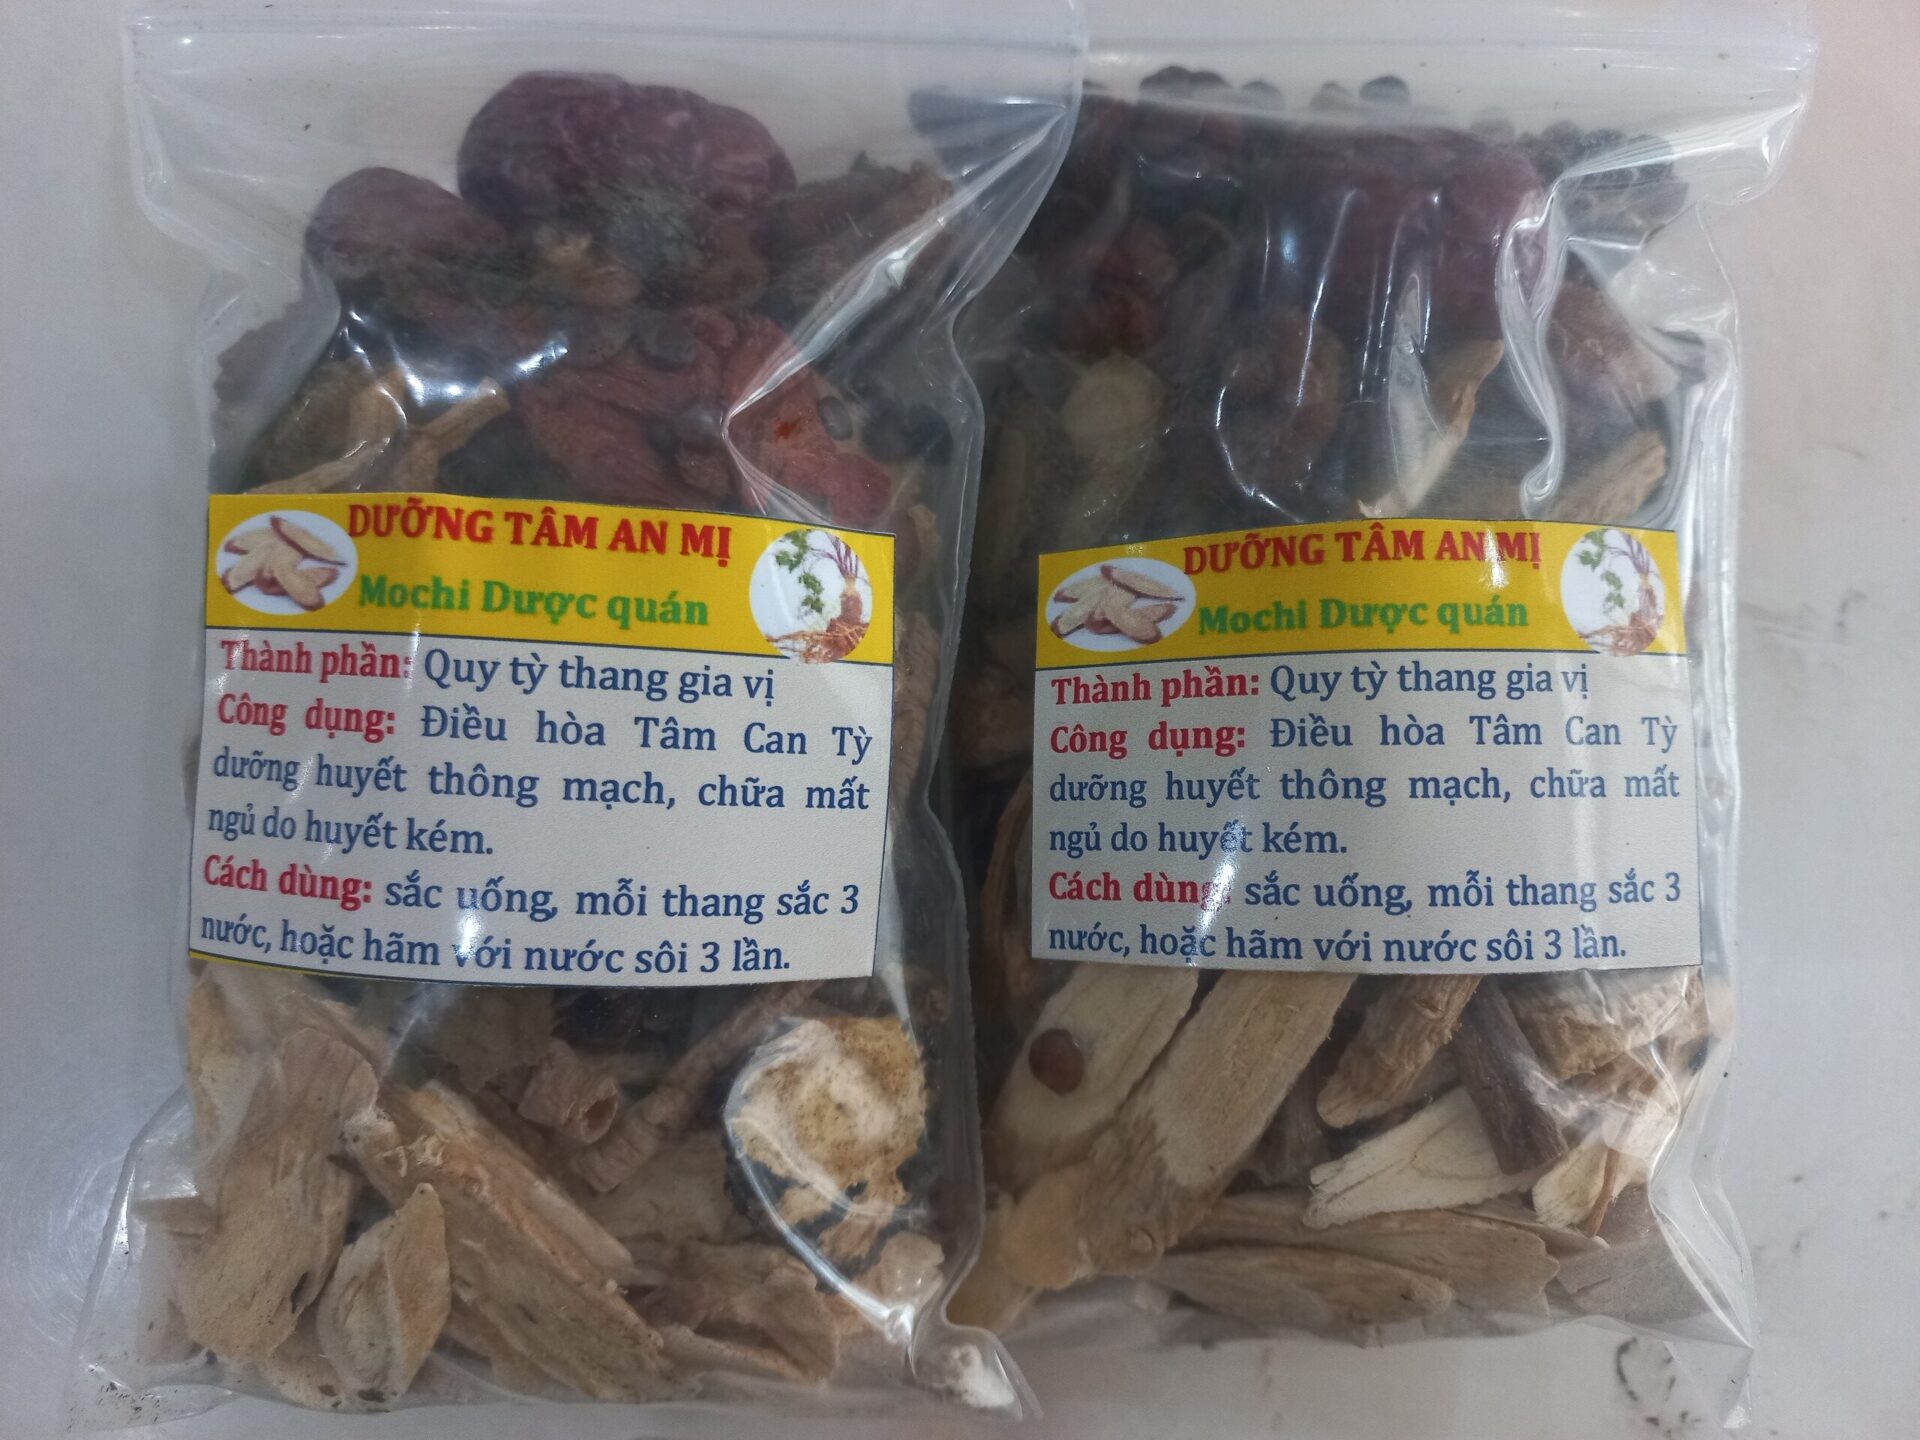 DƯỠNG TÂM AN MỊ
Mochi Dược quán
Thành phần: Quy tỳ thang gia vị
Công dụng: Điều hòa Tâm Can Tỳ
dưỡng huyết thông mạch, chữa mất
ngủ do huyết kém.
Cách dùng: sắc uống, mỗi thang sắc 3
nước, hoặc hãm với nước sôi 3 lần.
DƯỠNG TÂM AN MỊ
Mochi Dược quán
Thành phần: Quy tỳ thang gia vị
Công dụng: Điều hòa Tâm Can Tỳ
dưỡng huyết thông mạch, chữa mất
ngủ do huyết kém.
Cách dùng: sắc uống, mỗi thang sắc 3
nước, hoặc hãm với nước sôi 3 lần.